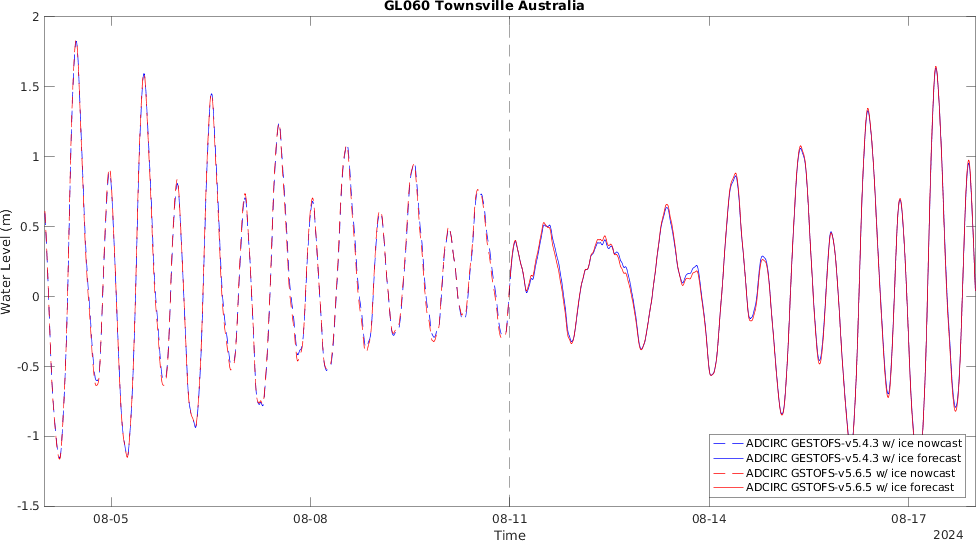 GL060 Townsville Australia
2
1.5
1
0.5
0
-0.5
-1
-1.5
Water Level (m)
ADCIRC GESTOFS-v5.4.3 w/ ice nowcast
ADCIRC GESTOFS-v5.4.3 w/ ice forecast
ADCIRC GSTOFS-v5.6.5 w/ ice nowcast
ADCIRC GSTOFS-v5.6.5 w/ ice forecast
08-05
08-08
08-11
08-14
08-17
Time
2024